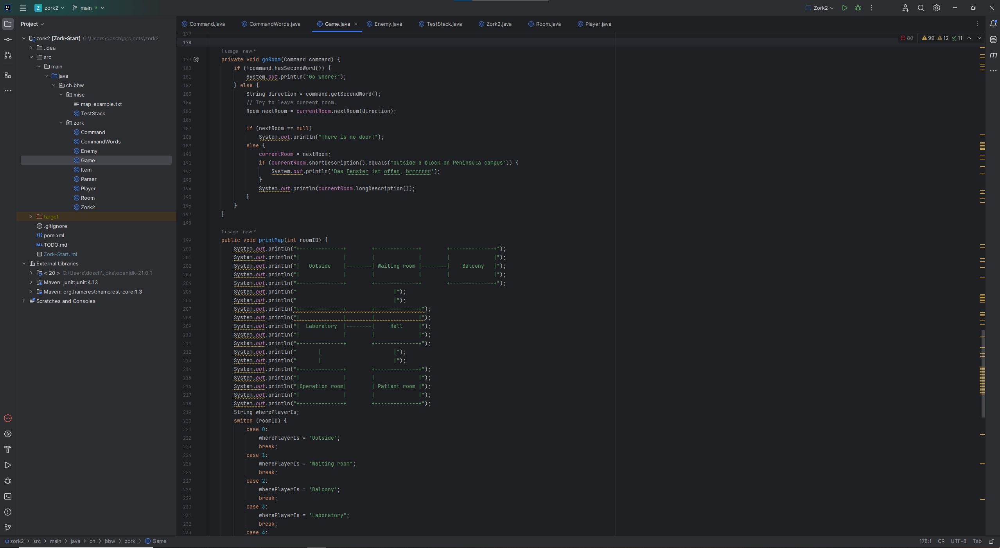 zork2 main Zork2
Project
Command.java CommandWords.java Game.java Enemy.java TestStack.java Zork2.java Room.java Player.java
zork2 [Zork-Start] C:\Users\dosch\projects\zork2
.idea
src
main
java
ch.bbw
misc
map_example.txt
TestStack
zork
Command
CommandWords
Enemy
Game
Item
Parser
Player
Room
Zork2
target
.gitignore
pom.xml
TODO.md
Zork-Start.iml
External Libraries
< 20 > C:\Users\dosch\.jdks\openjdk-21.0.1
Maven: junit:junit:4.13
Maven: org.hamcrest:hamcrest-core:1.3
Scratches and Consoles
80 99 12 11
177
178
1 usage new *
179 private void goRoom(Command command) {
180 if (!command.hasSecondWord()) {
181 System.out.println("Go where?");
182 } else {
183 String direction = command.getSecondWord();
184 // Try to leave current room.
185 Room nextRoom = currentRoom.nextRoom(direction);
186
187 if (nextRoom == null)
188 System.out.println("There is no door!");
189 else {
190 currentRoom = nextRoom;
191 if (currentRoom.shortDescription().equals("outside G block on Peninsula campus")) {
192 System.out.println("Das Fenster ist offen, brrrrrrr");
193 }
194 System.out.println(currentRoom.longDescription());
195 }
196 }
197 }
198
1 usage new *
199 public void printMap(int roomID) {
200 System.out.println("+--------------+        +--------------+        +--------------+");
201 System.out.println("|              |        |              |        |              |");
202 System.out.println("|   Outside    |--------| Waiting room |--------|    Balcony   |");
203 System.out.println("|              |        |              |        |              |");
204 System.out.println("+--------------+        +--------------+        +--------------+");
205 System.out.println("                               |");
206 System.out.println("                               |");
207 System.out.println("+--------------+        +--------------+");
208 System.out.println("|              |        |              |");
209 System.out.println("|  Laboratory  |--------|     Hall     |");
210 System.out.println("|              |        |              |");
211 System.out.println("+--------------+        +--------------+");
212 System.out.println("       |                       |");
213 System.out.println("       |                       |");
214 System.out.println("+--------------+        +--------------+");
215 System.out.println("|              |        |              |");
216 System.out.println("|Operation room|        | Patient room |");
217 System.out.println("|              |        |              |");
218 System.out.println("+--------------+        +--------------+");
219 String wherePlayerIs;
220 switch (roomID) {
221 case 0:
222 wherePlayerIs = "Outside";
223 break;
224 case 1:
225 wherePlayerIs = "Waiting room";
226 break;
227 case 2:
228 wherePlayerIs = "Balcony";
229 break;
230 case 3:
231 wherePlayerIs = "Laboratory";
232 break;
233 case 4:
zork2 > src > main > java > ch > bbw > zork > Game
178:1 CR UTF-8 Tab